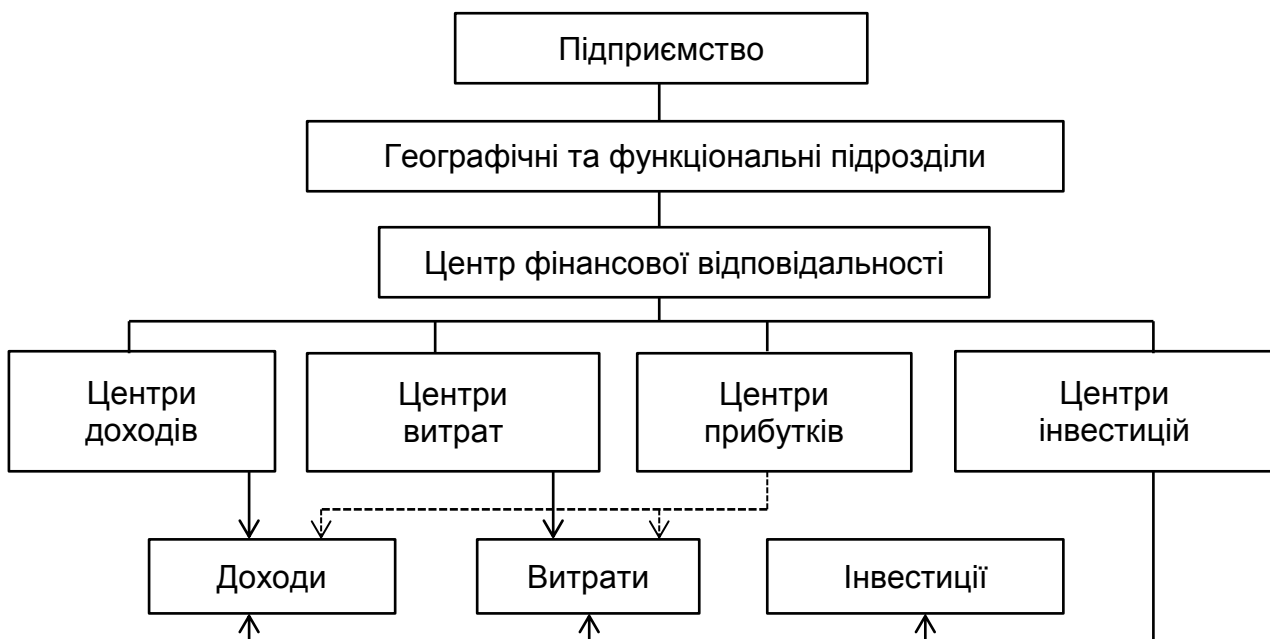 Підприємство
Географічні та функціональні підрозділи
Центр фінансової відповідальності
Центри
доходів
Центри
витрат
Центри
прибутків
Центри
інвестицій
Доходи
Витрати
Інвестиції